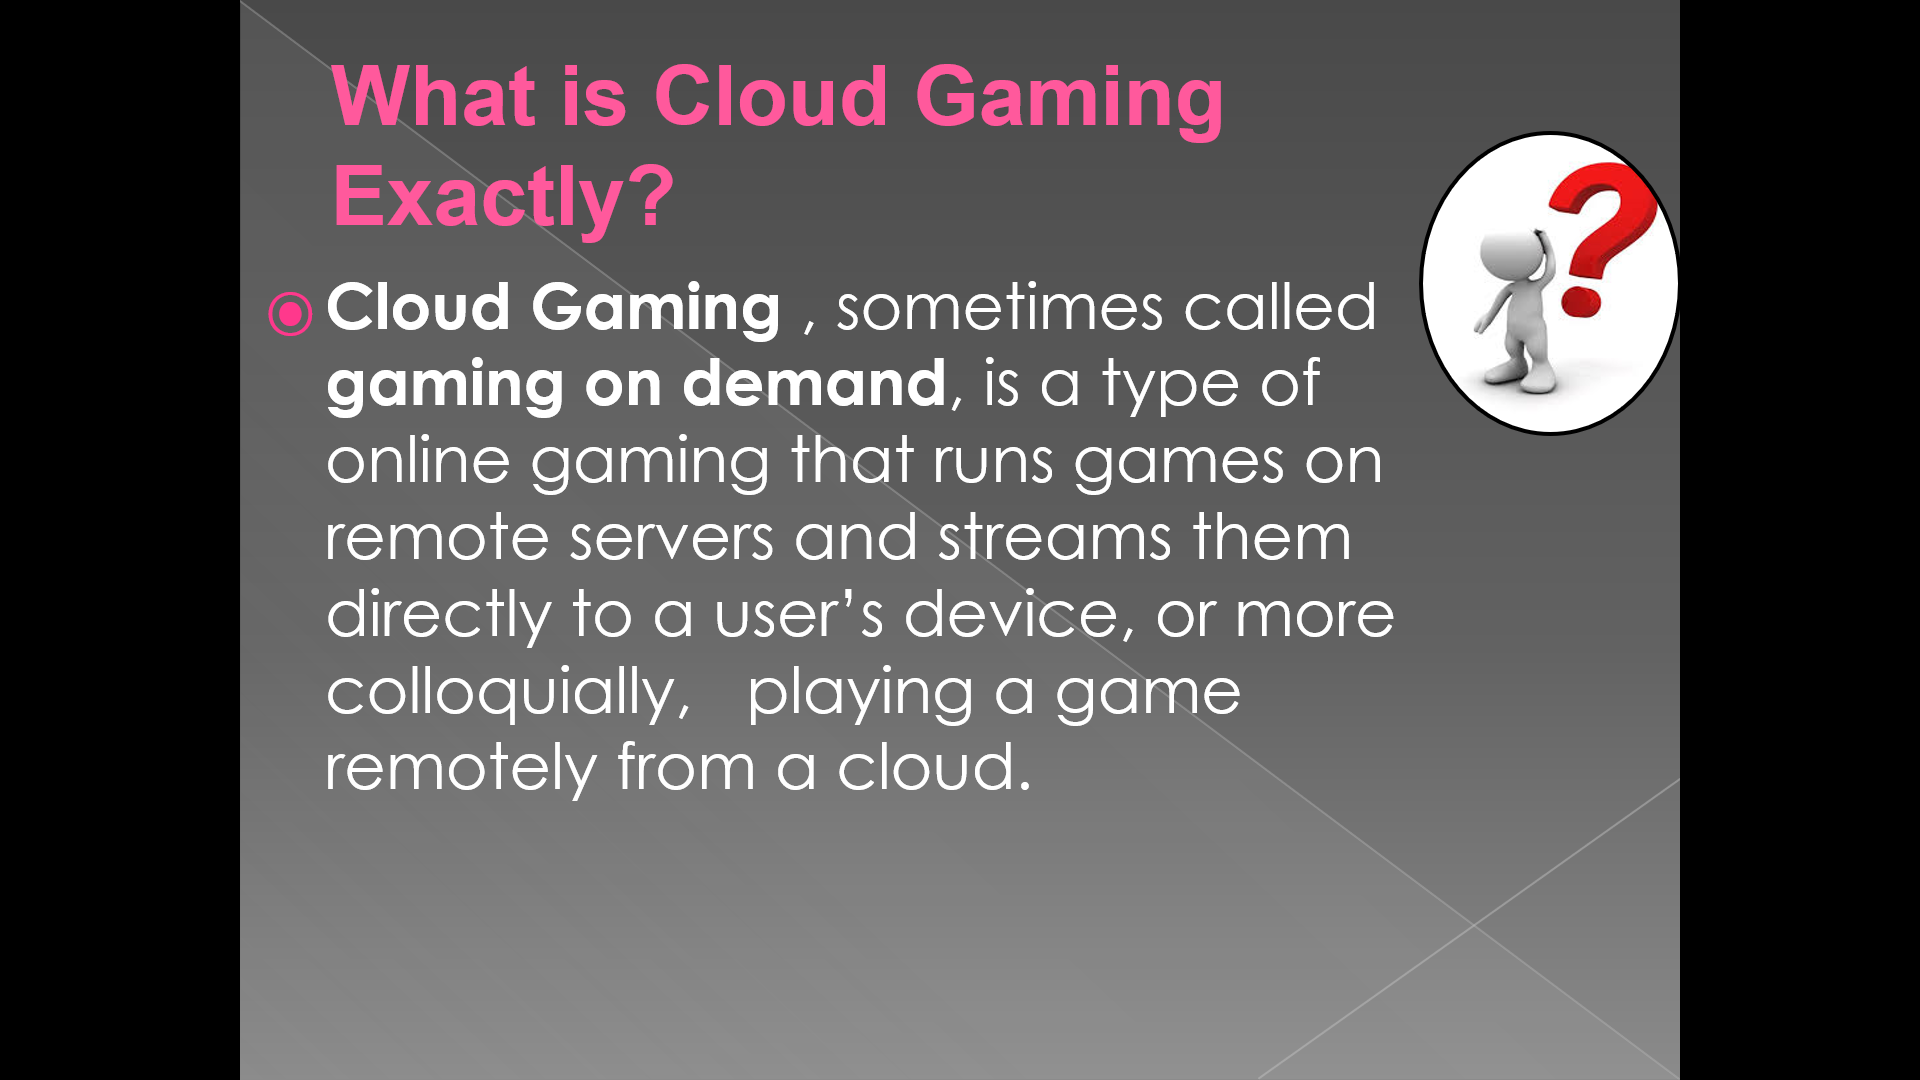 What is Cloud Gaming
Exactly?
Cloud Gaming , sometimes called
gaming on demand, is a type of
online gaming that runs games on
remote servers and streams them
directly to a user’s device, or more
colloquially,   playing a game
remotely from a cloud.